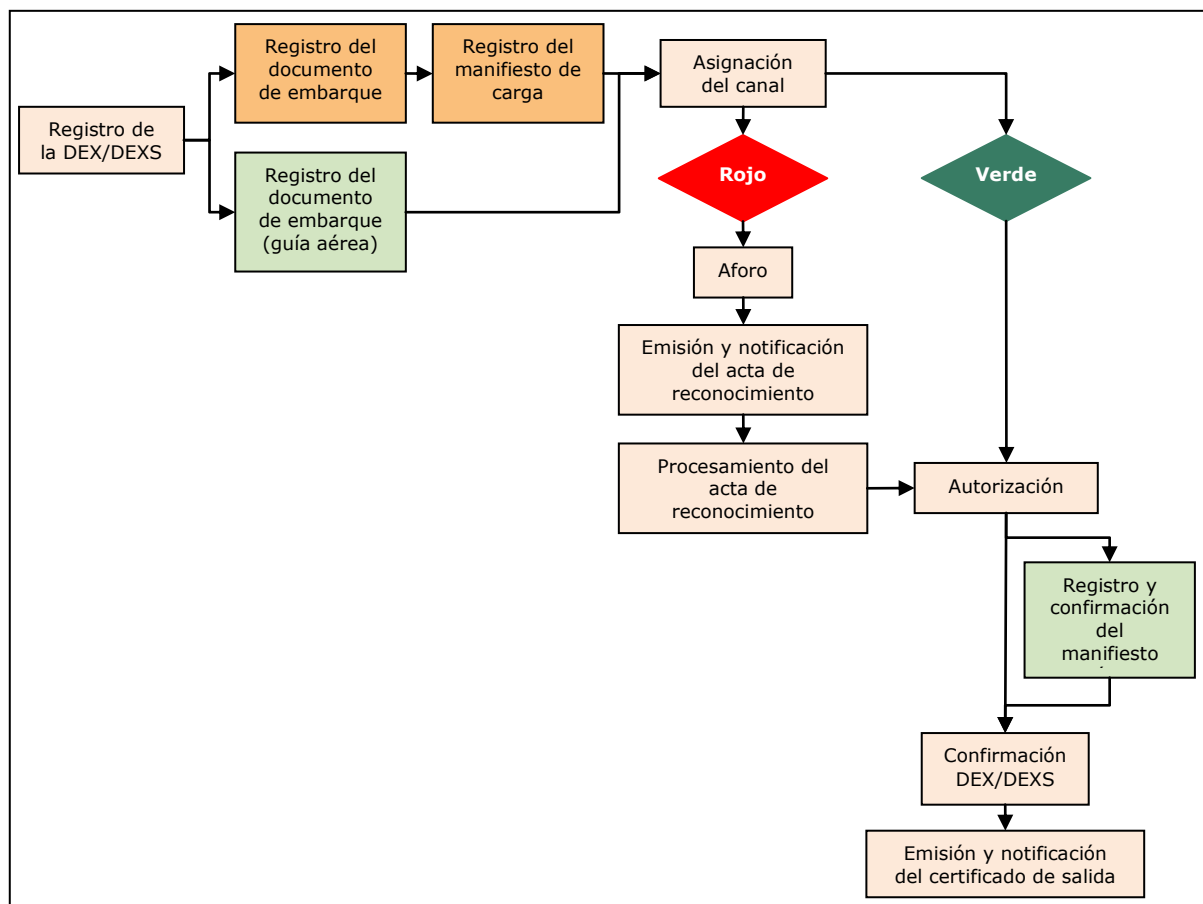 Registro de
la DEX/DEXS
Registro del
documento
de embarque
Registro del
manifiesto de
carga
Registro del
documento
de embarque
(guía aérea)
Asignación
del canal
Rojo
Verde
Aforo
Emisión y notificación
del acta de
reconocimiento
Procesamiento del
acta de
reconocimiento
Autorización
Registro y
confirmación
del
manifiesto
Confirmación
DEX/DEXS
Emisión y notificación
del certificado de salida